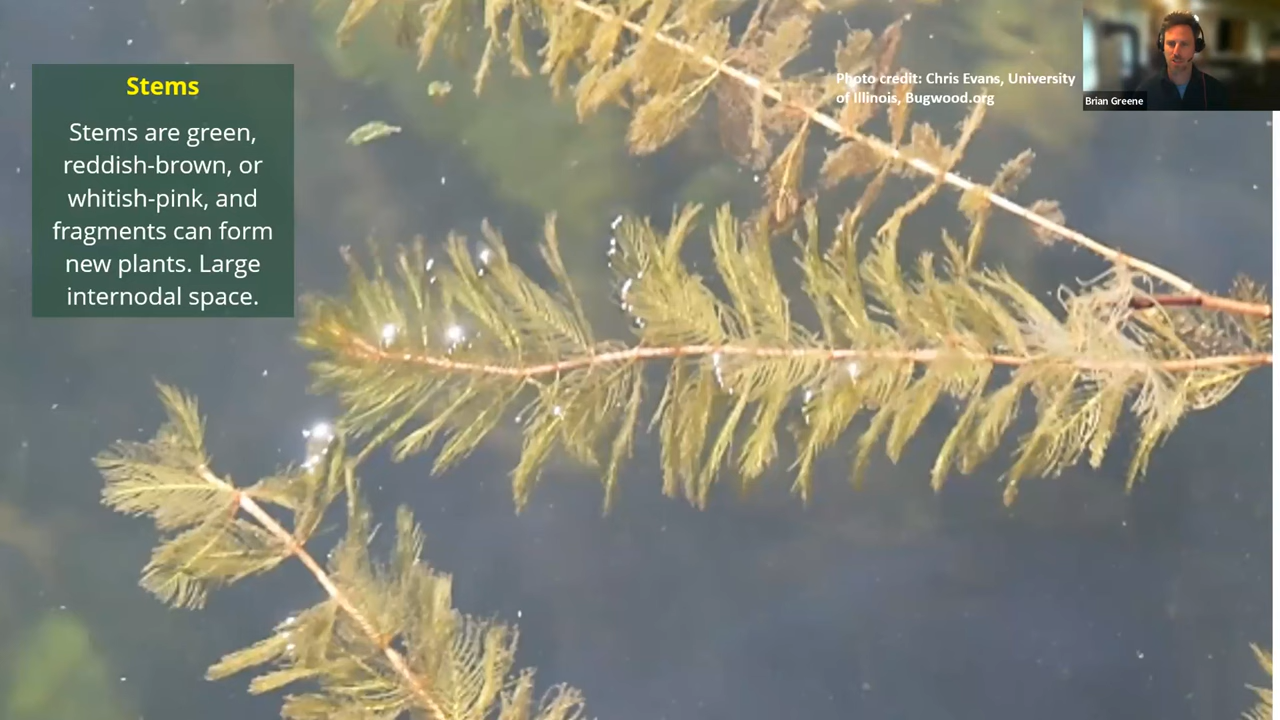 Stems
Stems are green,
reddish-brown, or
whitish-pink, and
fragments can form
new plants. Large
internodal space.
Photo credit: Chris Evans, University
of Illinois, Bugwood.org
Brian Greene